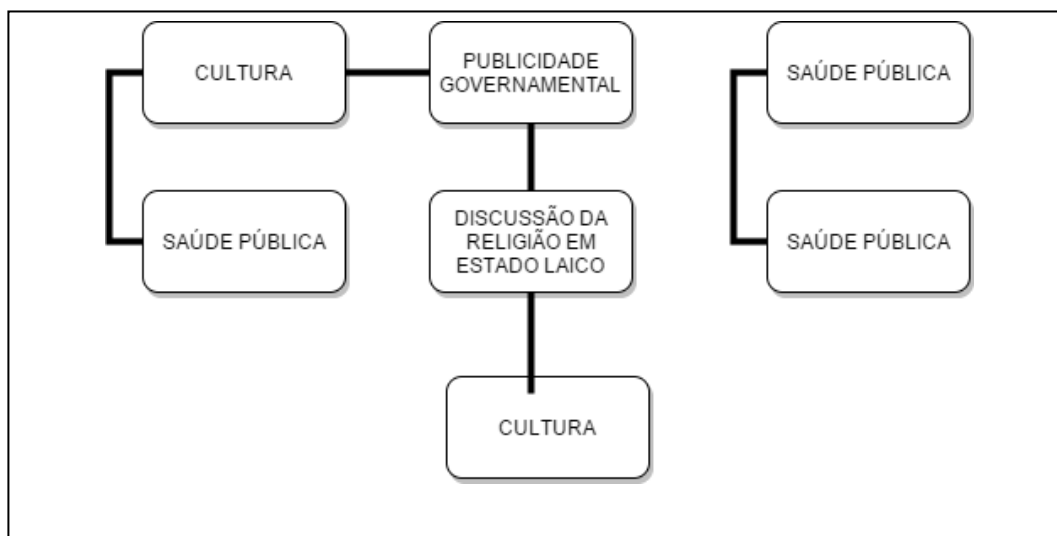 CULTURA
PUBLICIDADE
GOVERNAMENTAL
SAÚDE PÚBLICA
SAÚDE PÚBLICA
DISCUSSÃO DA
RELIGIÃO EM
ESTADO LAICO
SAÚDE PÚBLICA
CULTURA